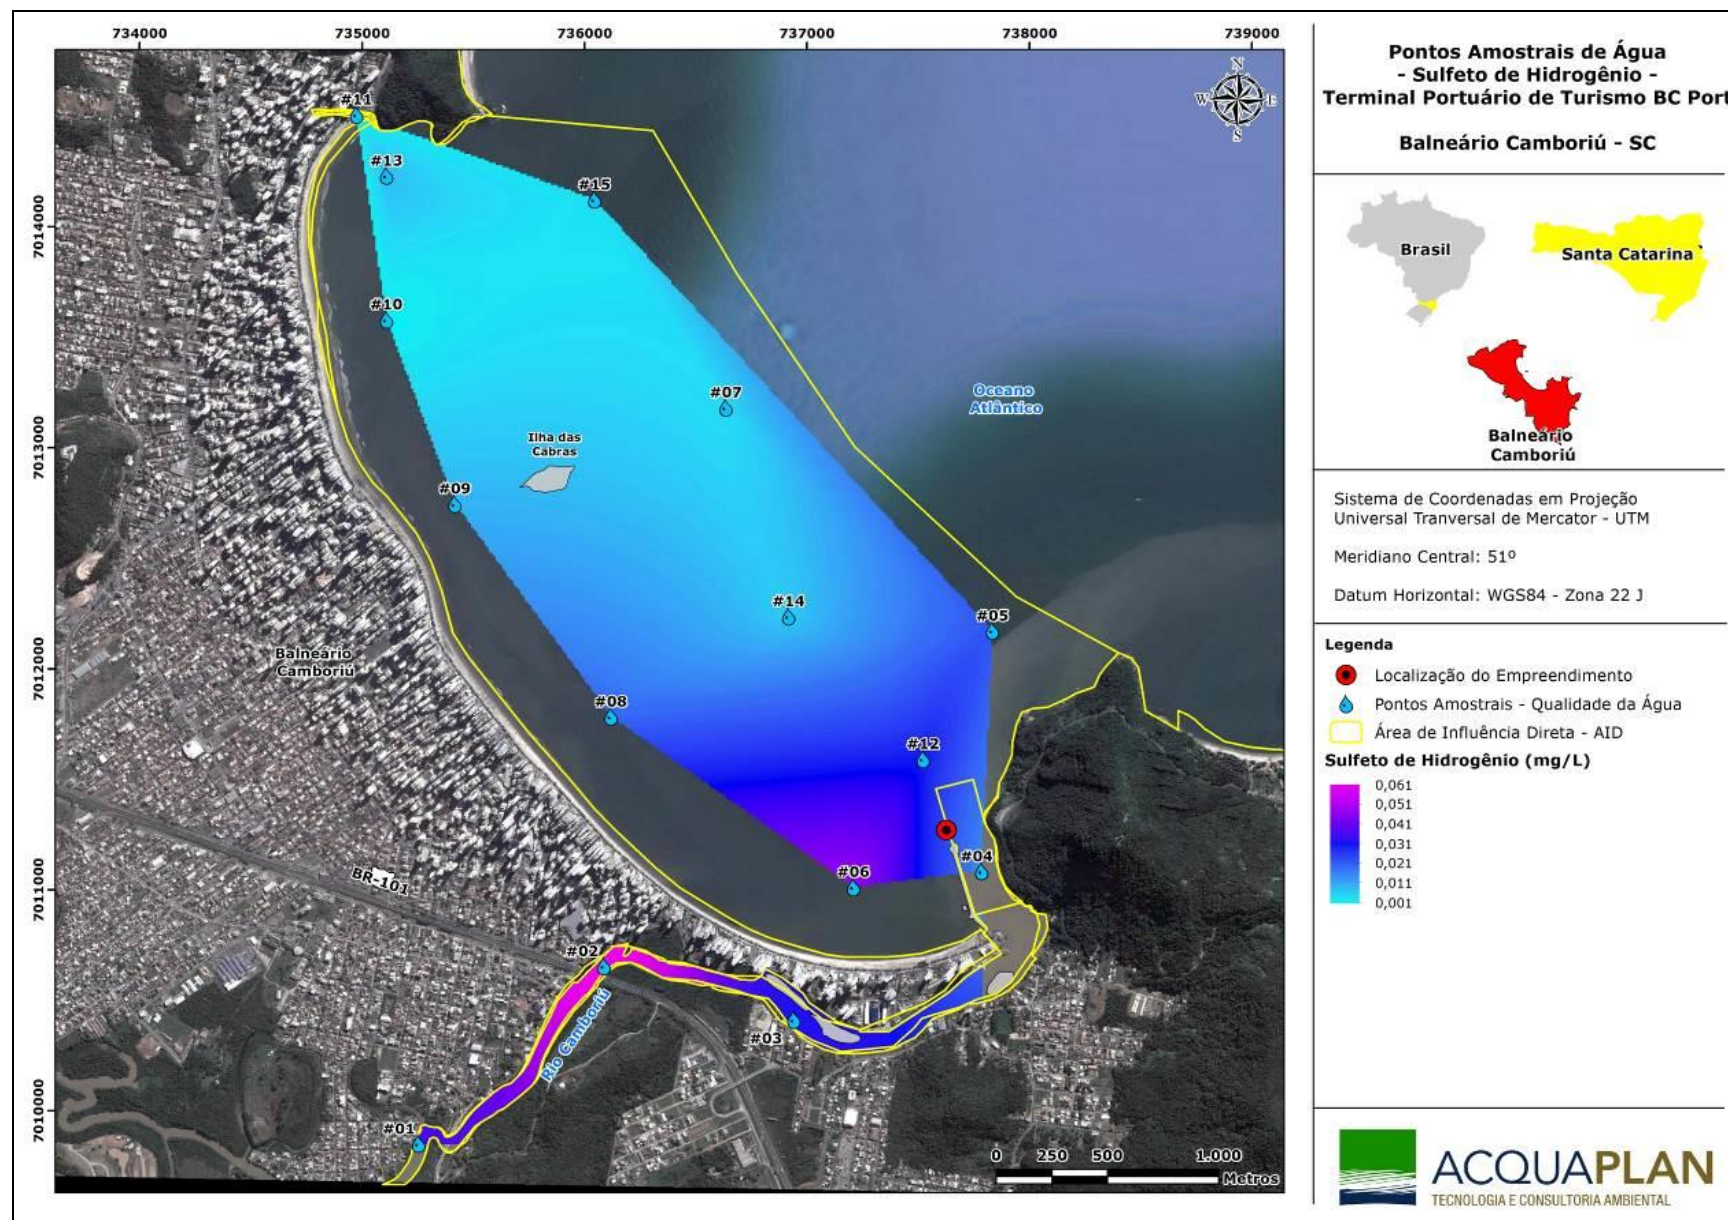 734000
735000
736000
737000
738000
739000
7014000
7013000
7012000
7011000
7010000
N
W
E
S
#11
#13
#15
#10
#07
Oceano
Atlântico
Ilha das
Cabras
#09
#14
#05
Balneário
Camboriú
#08
#12
#04
#06
BR-101
#02
#03
Rio Camboriú
#01
0
250
500
1.000
Metros
Pontos Amostrais de Água
- Sulfeto de Hidrogênio -
Terminal Portuário de Turismo BC Port
Balneário Camboriú - SC
Brasil
Santa Catarina
Balneário
Camboriú
Sistema de Coordenadas em Projeção
Universal Tranversal de Mercator - UTM
Meridiano Central: 51º
Datum Horizontal: WGS84 - Zona 22 J
Legenda
Localização do Empreendimento
Pontos Amostrais - Qualidade da Água
Área de Influência Direta - AID
Sulfeto de Hidrogênio (mg/L)
0,061
0,051
0,041
0,031
0,021
0,011
0,001
ACQUAPLAN
TECNOLOGIA E CONSULTORIA AMBIENTAL